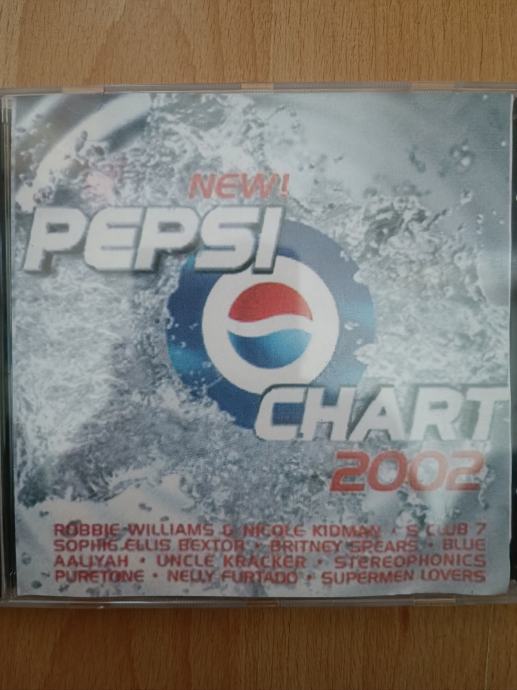 NEW!
PEPSI
CHART
2002
ROBBIE WILLIAMS & NICOLE KIDMAN • S CLUB 7
SOPHIE ELLIS BEXTOR • BRITNEY SPEARS • BLUE
AALIYAH • UNCLE KRACKER • STEREOPHONICS
PURETONE • NELLY FURTADO • SUPERMEN LOVERS